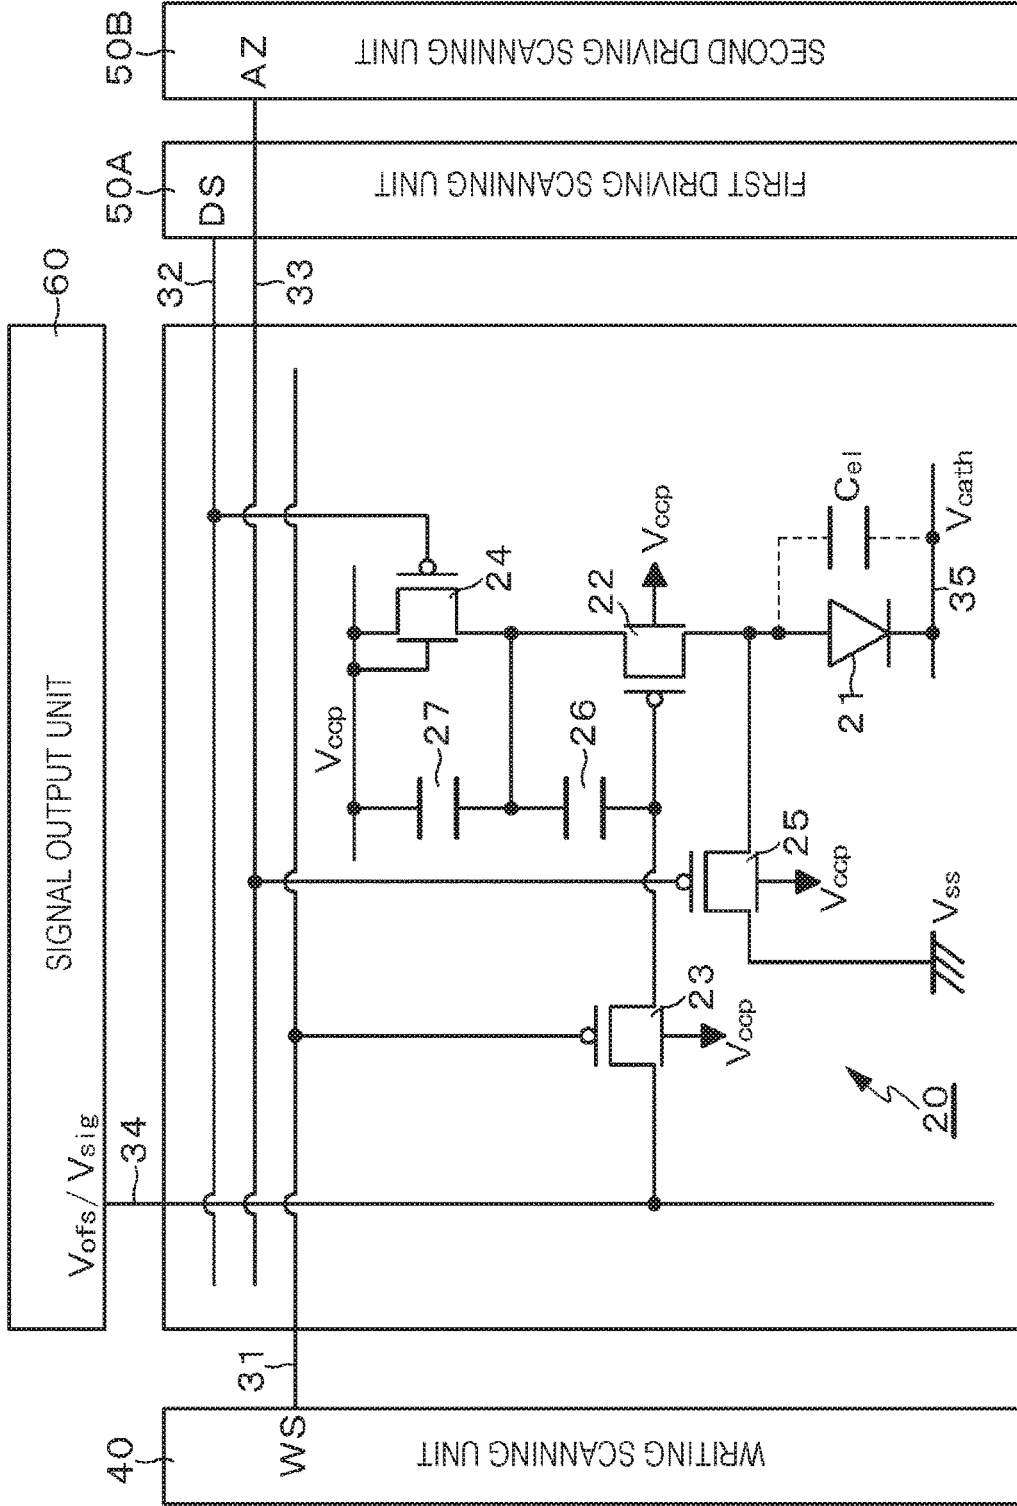 60
SIGNAL OUTPUT UNIT
Vofs/Vsig
34
40
WRITING SCANNING UNIT
WS
31
50A
FIRST DRIVING SCANNING UNIT
DS
32
50B
SECOND DRIVING SCANNING UNIT
AZ
33
Vccp
27
24
26
22
Vccp
23
Vccp
25
Vccp
21
Cel
Vss
20
35
Vcath